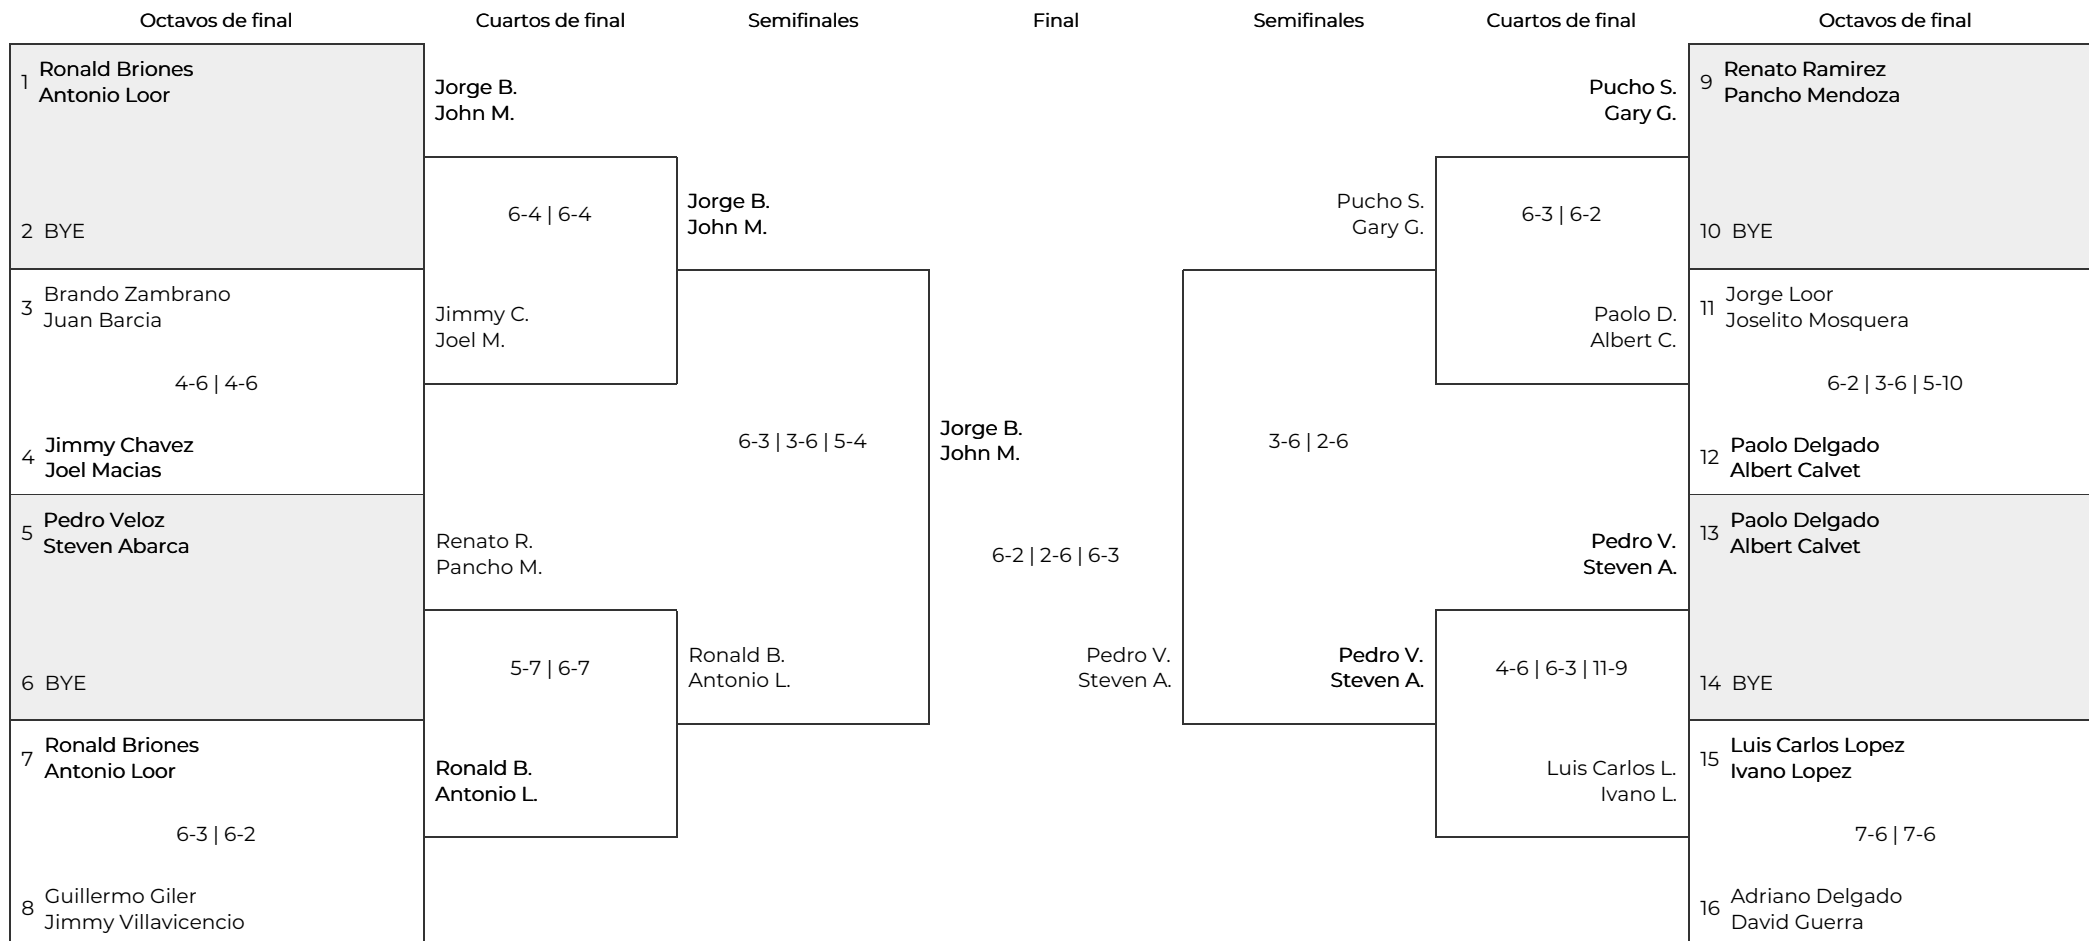 Octavos de final
Cuartos de final
Semifinales
Final
Semifinales
Cuartos de final
Octavos de final
1
Ronald Briones
Antonio Loor
2 BYE
3
Brando Zambrano
Juan Barcia
4-6 | 4-6
4
Jimmy Chavez
Joel Macias
5
Pedro Veloz
Steven Abarca
6 BYE
7
Ronald Briones
Antonio Loor
6-3 | 6-2
8
Guillermo Giler
Jimmy Villavicencio
Jorge B.
John M.
6-4 | 6-4
Jimmy C.
Joel M.
Renato R.
Pancho M.
5-7 | 6-7
Ronald B.
Antonio L.
Jorge B.
John M.
6-3 | 3-6 | 5-4
Ronald B.
Antonio L.
Jorge B.
John M.
6-2 | 2-6 | 6-3
Pedro V.
Steven A.
Pucho S.
Gary G.
3-6 | 2-6
Pedro V.
Steven A.
Pucho S.
Gary G.
6-3 | 6-2
Paolo D.
Albert C.
Pedro V.
Steven A.
4-6 | 6-3 | 11-9
Luis Carlos L.
Ivano L.
9
Renato Ramirez
Pancho Mendoza
10 BYE
11
Jorge Loor
Joselito Mosquera
6-2 | 3-6 | 5-10
12
Paolo Delgado
Albert Calvet
13
Paolo Delgado
Albert Calvet
14 BYE
15
Luis Carlos Lopez
Ivano Lopez
7-6 | 7-6
16
Adriano Delgado
David Guerra